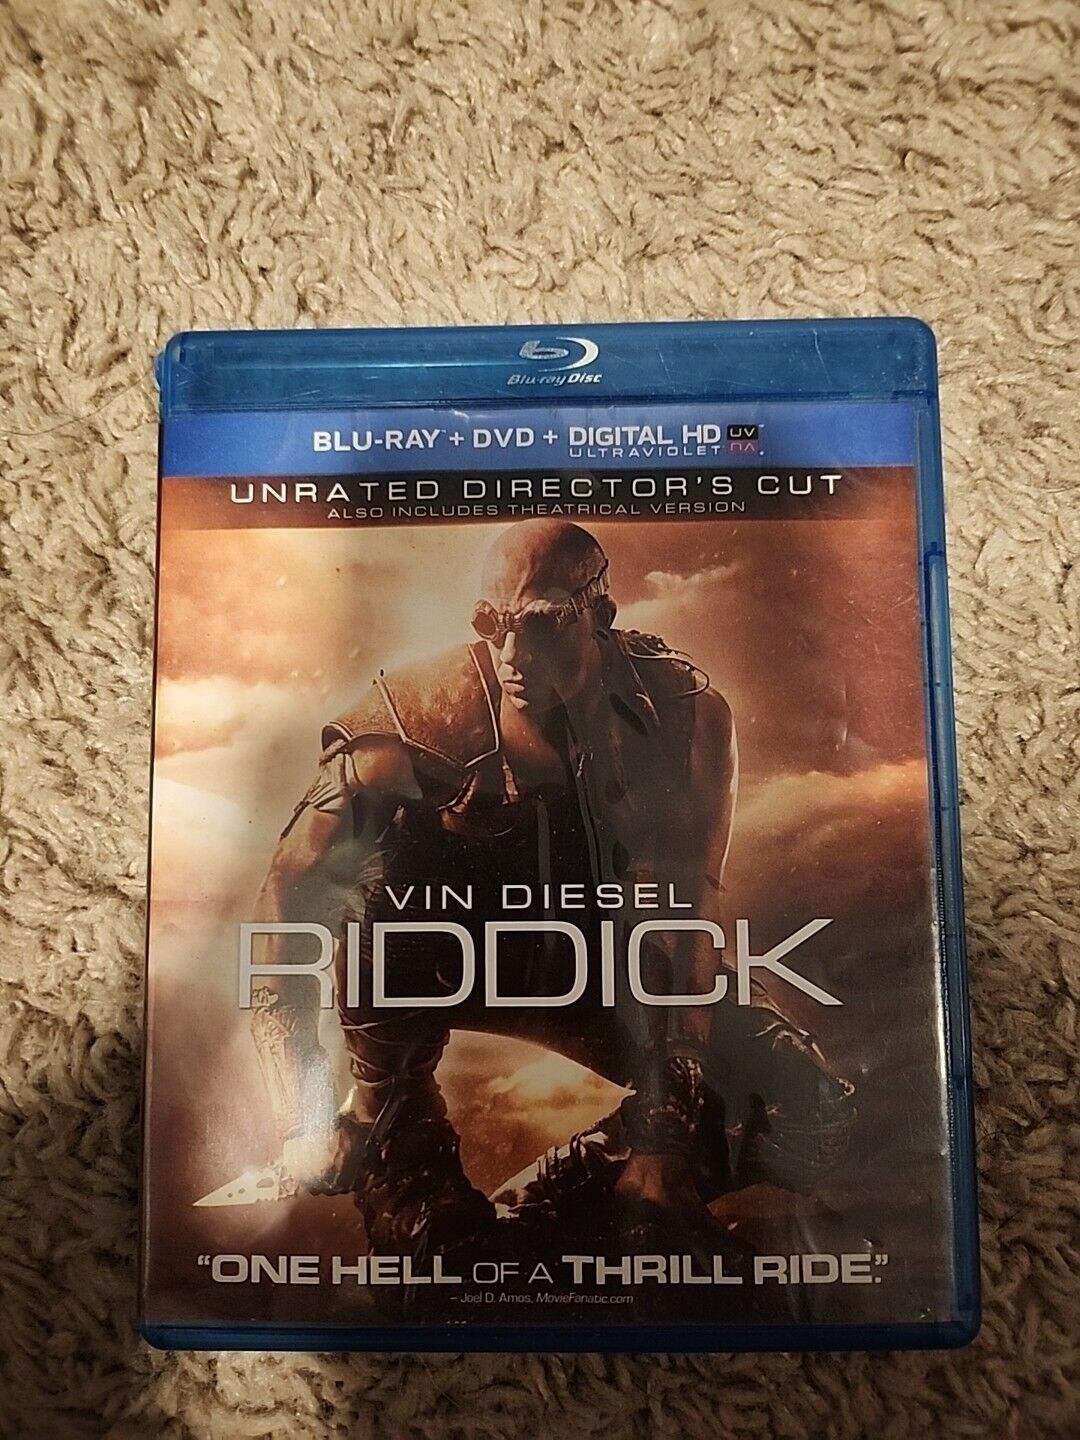 Blu-ray Disc
BLU-RAY™ + DVD + DIGITAL HD UV
ULTRAVIOLET
UNRATED DIRECTOR'S CUT
ALSO INCLUDES THEATRICAL VERSION
VIN DIESEL
RIDDICK
"ONE HELL OF A THRILL RIDE."
– Joel D. Amos, MovieFanatic.com